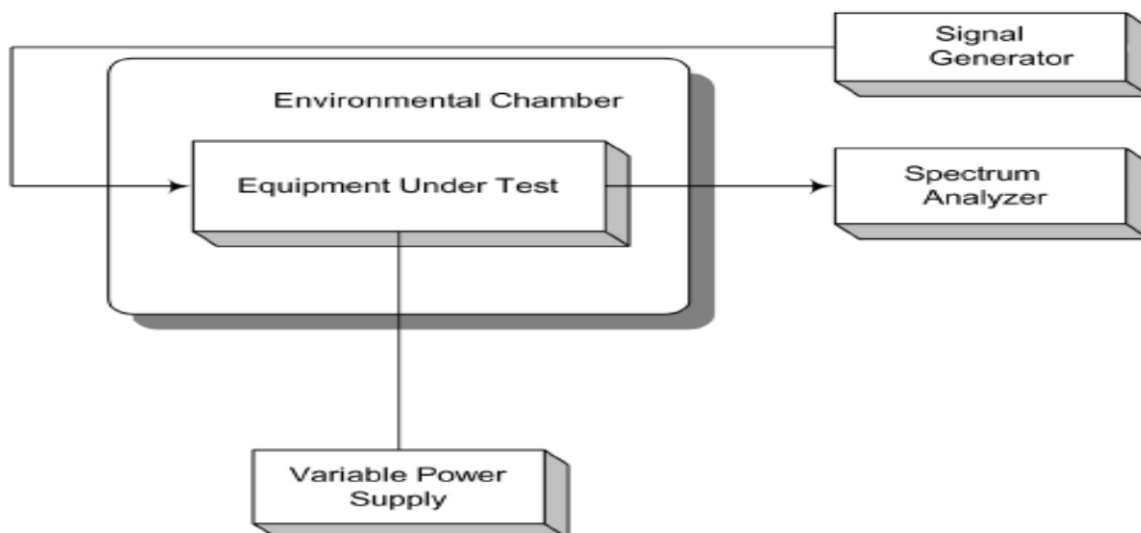 Signal
Generator
Environmental Chamber
Equipment Under Test
Spectrum
Analyzer
Variable Power
Supply